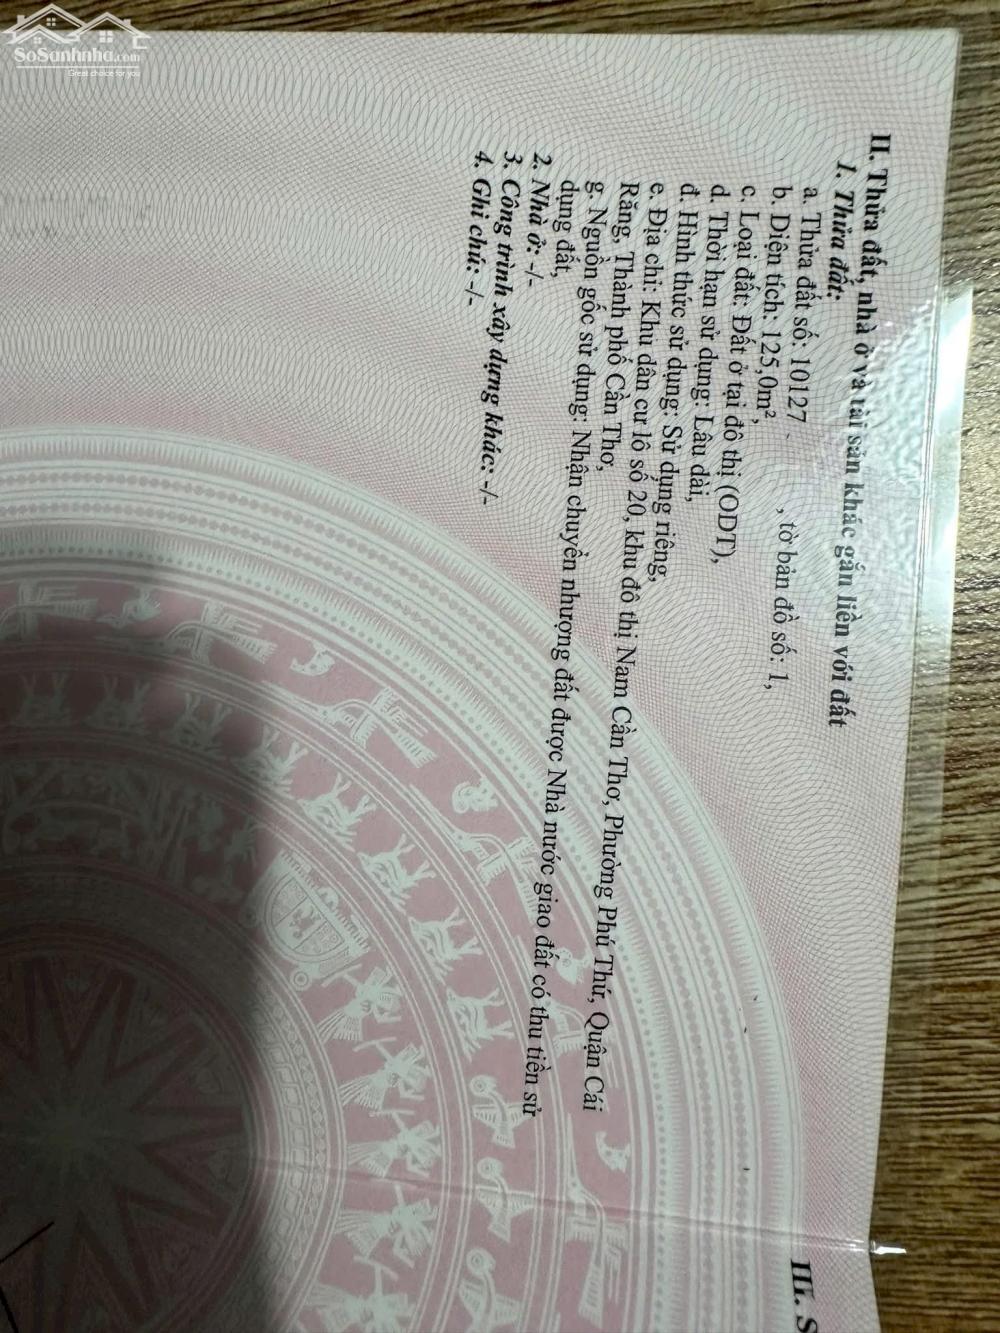 SoSanhnha.com
Great choice for you
II. Thửa đất, nhà ở và tài sản khác gắn liền với đất
1. Thửa đất:
a. Thửa đất số: 10127 , tờ bản đồ số: 1,
b. Diện tích: 125,0m²,
c. Loại đất: Đất ở tại đô thị (ODT),
d. Thời hạn sử dụng: Lâu dài,
đ. Hình thức sử dụng: Sử dụng riêng,
e. Địa chỉ: Khu dân cư lô số 20, khu đô thị Nam Cần Thơ, Phường Phú Thứ, Quận Cái
Răng, Thành phố Cần Thơ,
g. Nguồn gốc sử dụng: Nhận chuyển nhượng đất được Nhà nước giao đất có thu tiền sử
dụng đất,
2. Nhà ở: -/-
3. Công trình xây dựng khác: -/-
4. Ghi chú: -/-
III. S